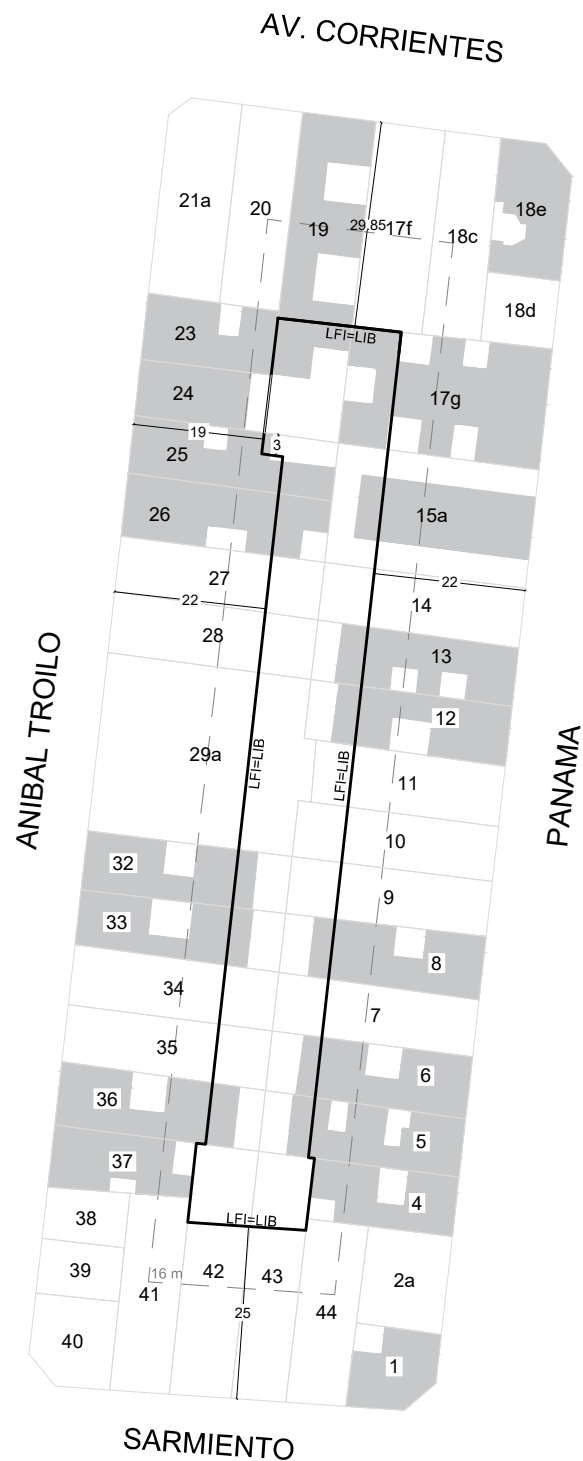 AV. CORRIENTES
21a
20
19
29,85
17f
18c
18e
18d
23
LFI=LIB
24
17g
19
3
25
26
15a
27
22
22
14
28
13
12
29a
LFI=LIB
LFI=LIB
11
ANIBAL TROILO
PANAMA
10
32
9
33
8
34
7
35
6
36
5
37
4
38
LFI=LIB
39
16 m
42
43
2a
41
25
44
40
1
SARMIENTO